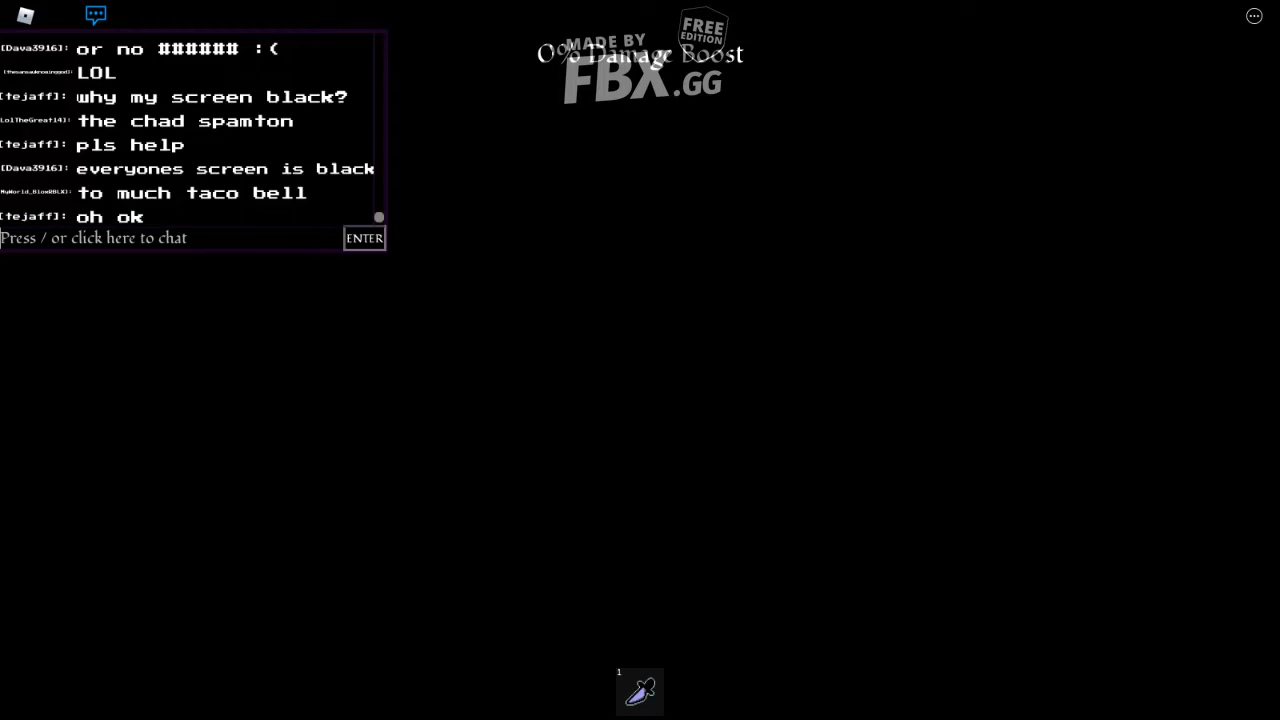 [Dava3916]: or no ###### :(
LOL
[tejaff]: why my screen black?
LolTheGreat14]: the chad spamton
[tejaff]: pls help
[Dava3916]: everyones screen is black
MyWorld_BloxRBLX]: to much taco bell
[tejaff]: oh ok
Press / or click here to chat
ENTER
0% Damage Boost
MADE BY
FBX.GG
FREE
EDITION
1